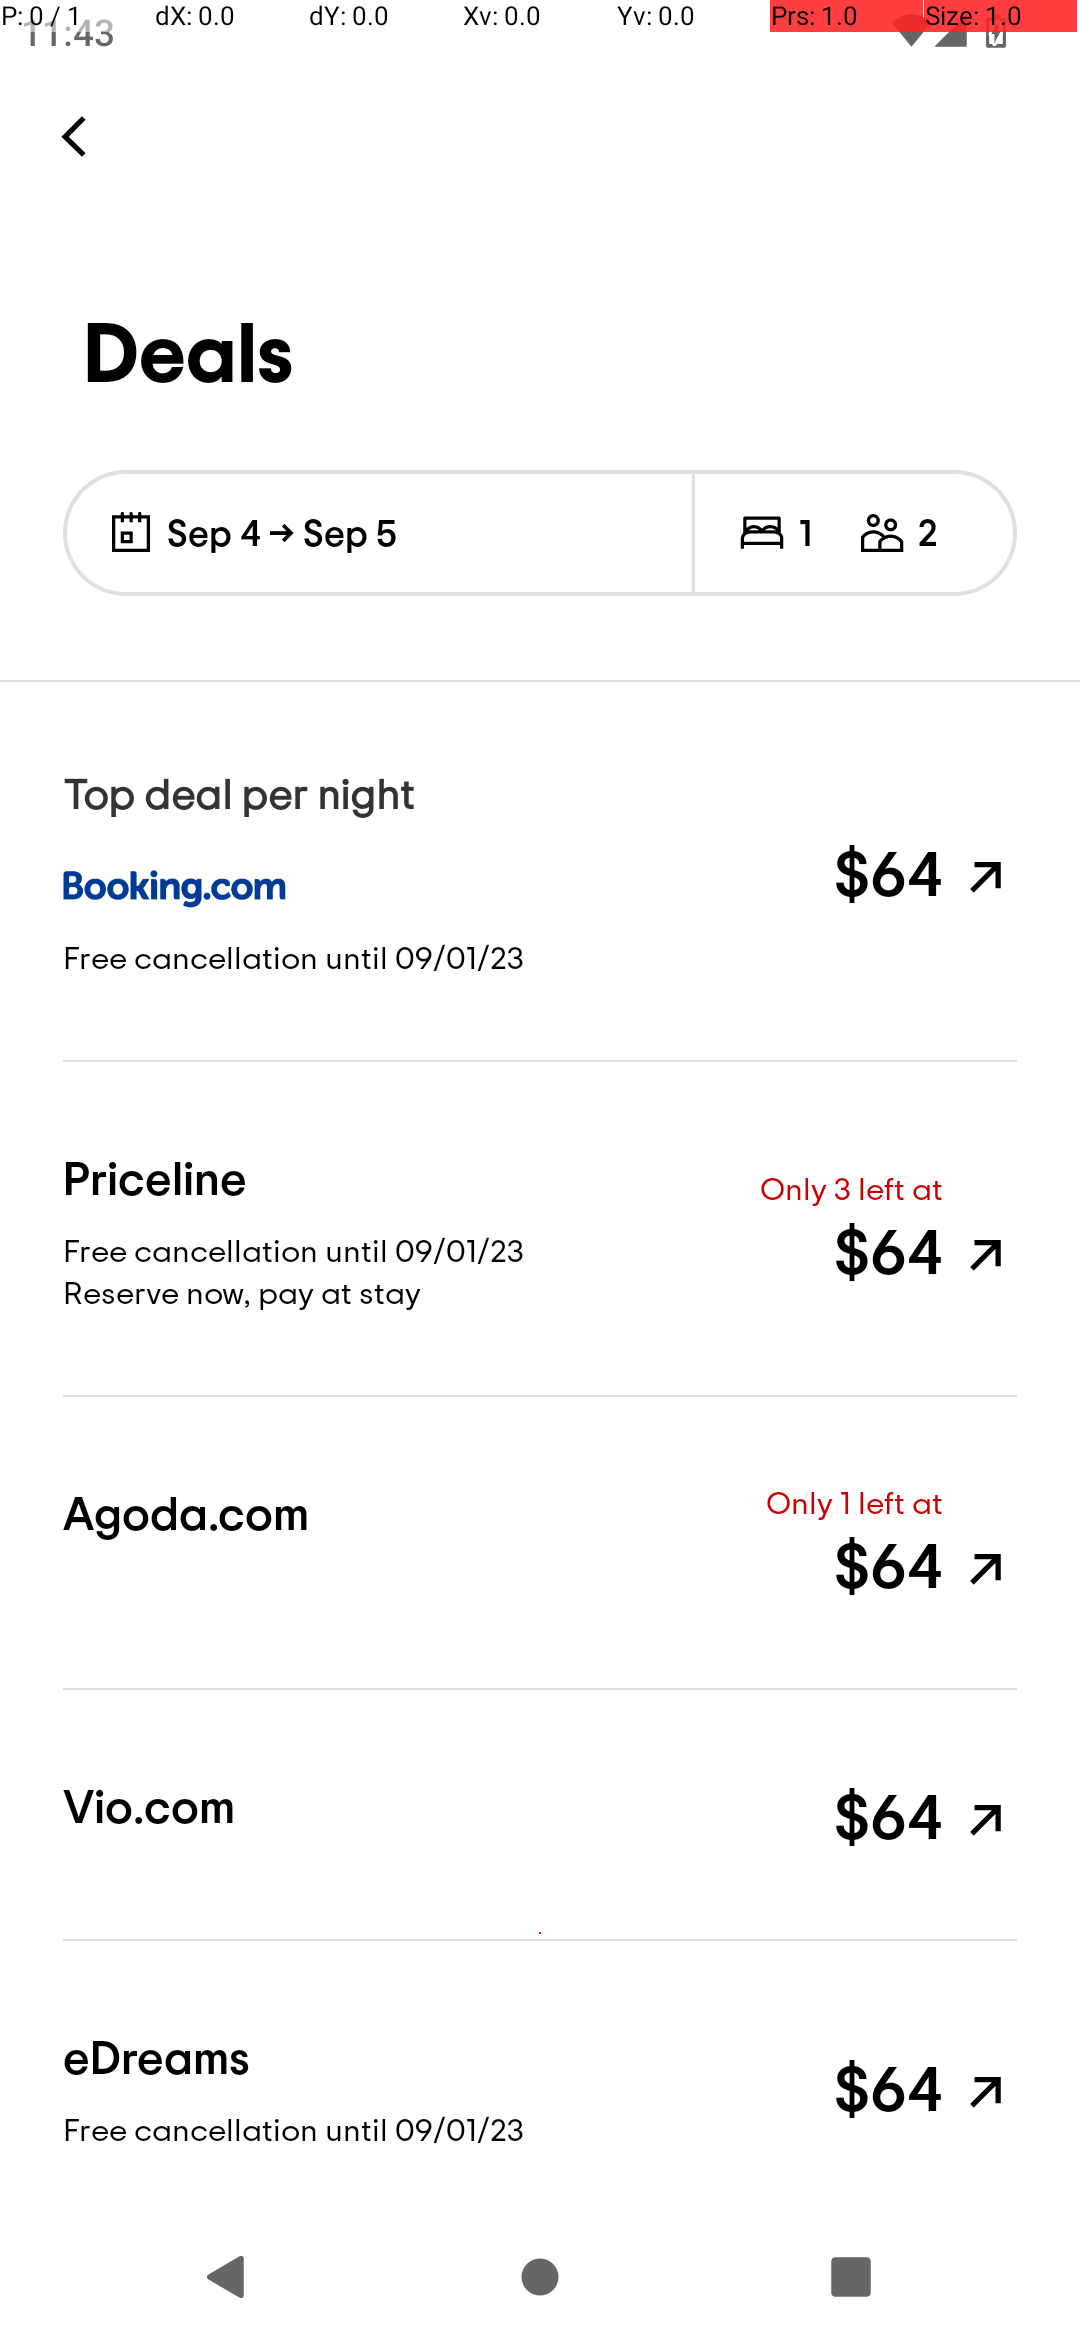 P: 0 / 1 dX: 0.0 dY: 0.0 Xv: 0.0 Yv: 0.0 Prs: 1.0 Size: 1.0
11:43
Deals
Sep 4 → Sep 5 1 2
Top deal per night
Booking.com
$64
Free cancellation until 09/01/23
Priceline
Only 3 left at
$64
Free cancellation until 09/01/23
Reserve now, pay at stay
Agoda.com
Only 1 left at
$64
Vio.com
$64
eDreams
$64
Free cancellation until 09/01/23